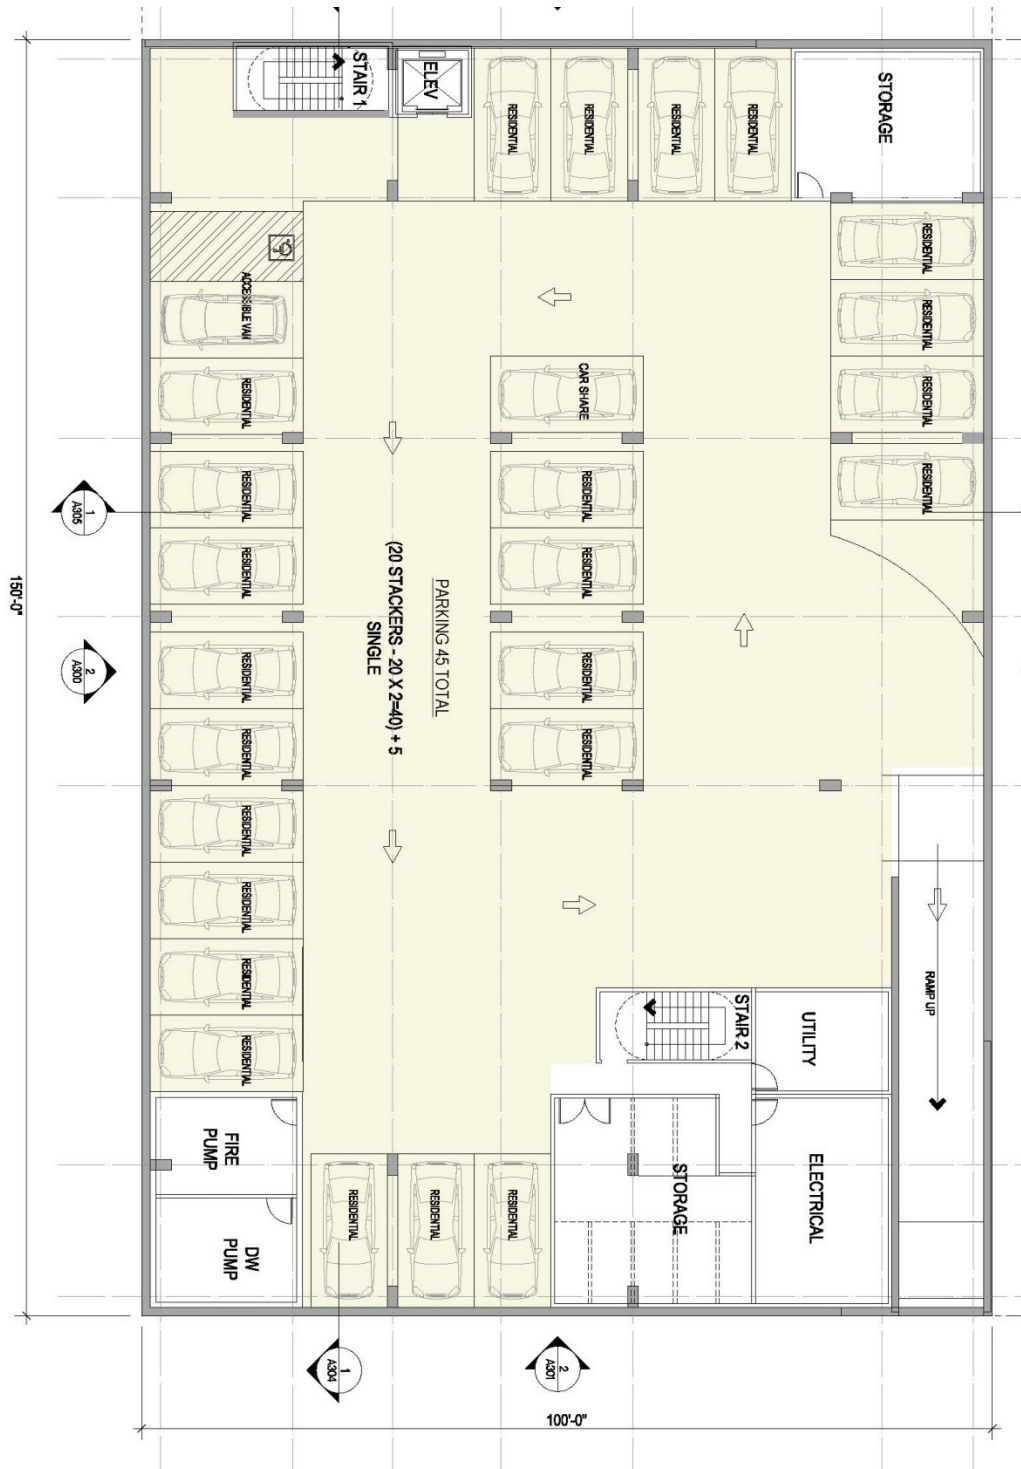 STAIR 1
ELEV
RESIDENTIAL
RESIDENTIAL
RESIDENTIAL
RESIDENTIAL
STORAGE
RESIDENTIAL
RESIDENTIAL
RESIDENTIAL
RESIDENTIAL
ACCESSIBLE VAN
RESIDENTIAL
RESIDENTIAL
RESIDENTIAL
RESIDENTIAL
RESIDENTIAL
RESIDENTIAL
RESIDENTIAL
RESIDENTIAL
RESIDENTIAL
CAR SHARE
RESIDENTIAL
RESIDENTIAL
RESIDENTIAL
RESIDENTIAL
PARKING 45 TOTAL
(20 STACKERS - 20 X 2=40) + 5
SINGLE
1
A305
2
A300
150'-0"
RAMP UP
STAIR 2
UTILITY
ELECTRICAL
STORAGE
FIRE
PUMP
DW
PUMP
RESIDENTIAL
RESIDENTIAL
RESIDENTIAL
1
A304
2
A301
100'-0"